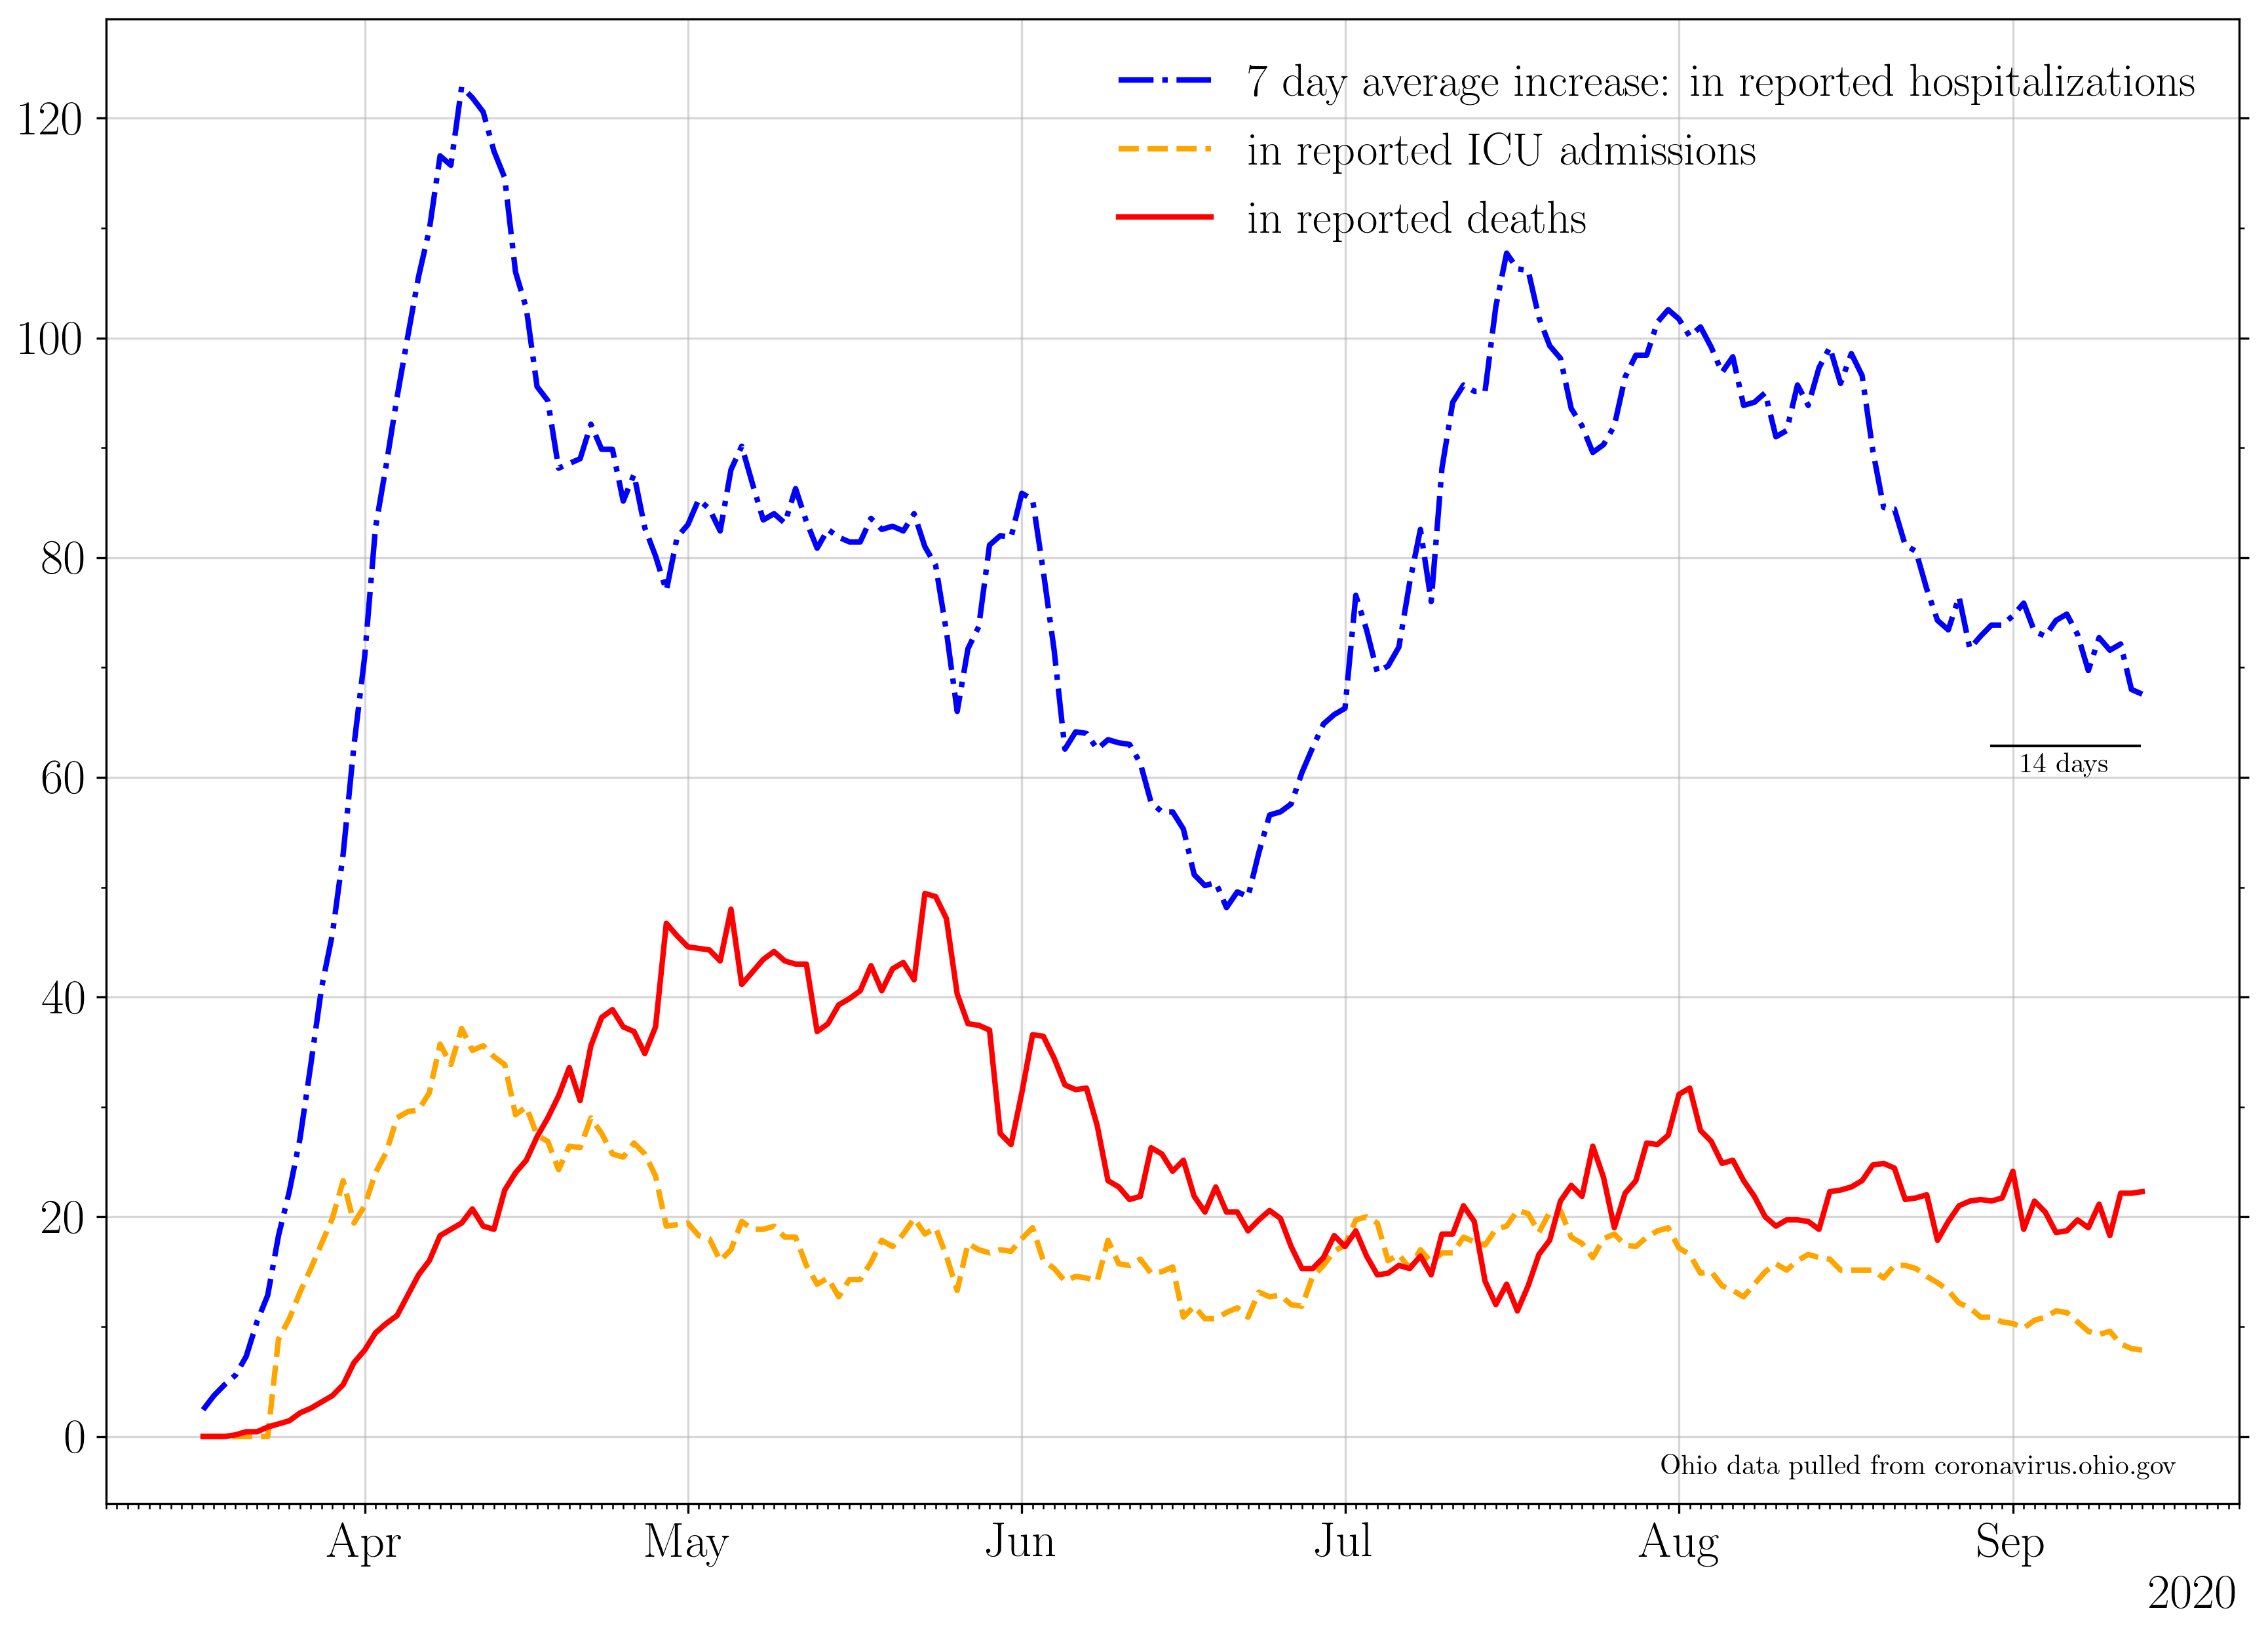 7 day average increase: in reported hospitalizations
in reported ICU admissions
in reported deaths
120
100
80
60
40
20
0
14 days
Ohio data pulled from coronavirus.ohio.gov
Apr May Jun Jul Aug Sep
2020